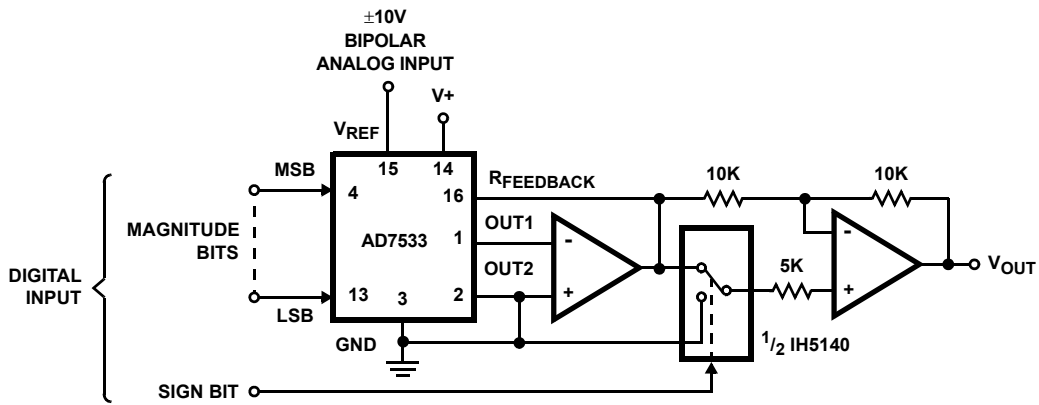 ±10V
BIPOLAR
ANALOG INPUT
V+
VREF
15
14
MSB
4
16
RFEEDBACK
10K
10K
MAGNITUDE
BITS
AD7533
1
OUT1
-
-
DIGITAL
INPUT
OUT2
5K
VOUT
13
3
2
+
+
LSB
GND
1/2 IH5140
SIGN BIT